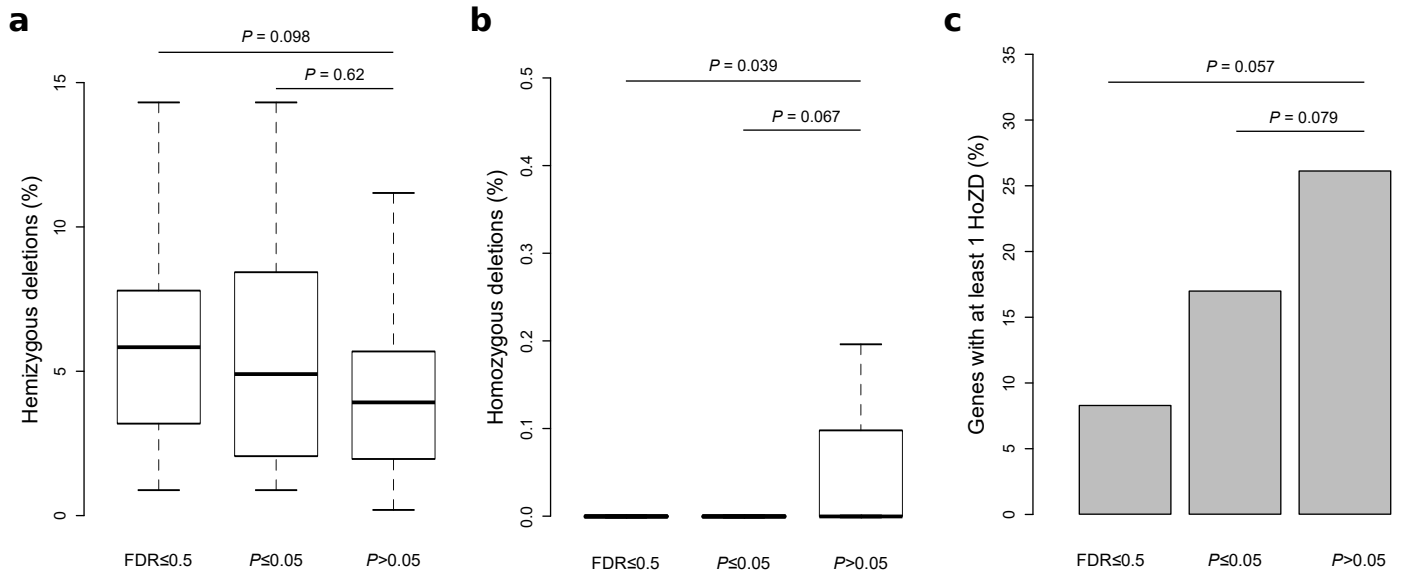 a
P = 0.098
P = 0.62
Hemizygous deletions (%)
15
10
5
0
FDR≤0.5
P≤0.05
P>0.05
b
P = 0.039
P = 0.067
Homozygous deletions (%)
0.5
0.4
0.3
0.2
0.1
0.0
FDR≤0.5
P≤0.05
P>0.05
c
P = 0.057
P = 0.079
Genes with at least 1 HoZD (%)
35
30
25
20
15
10
5
0
FDR≤0.5
P≤0.05
P>0.05